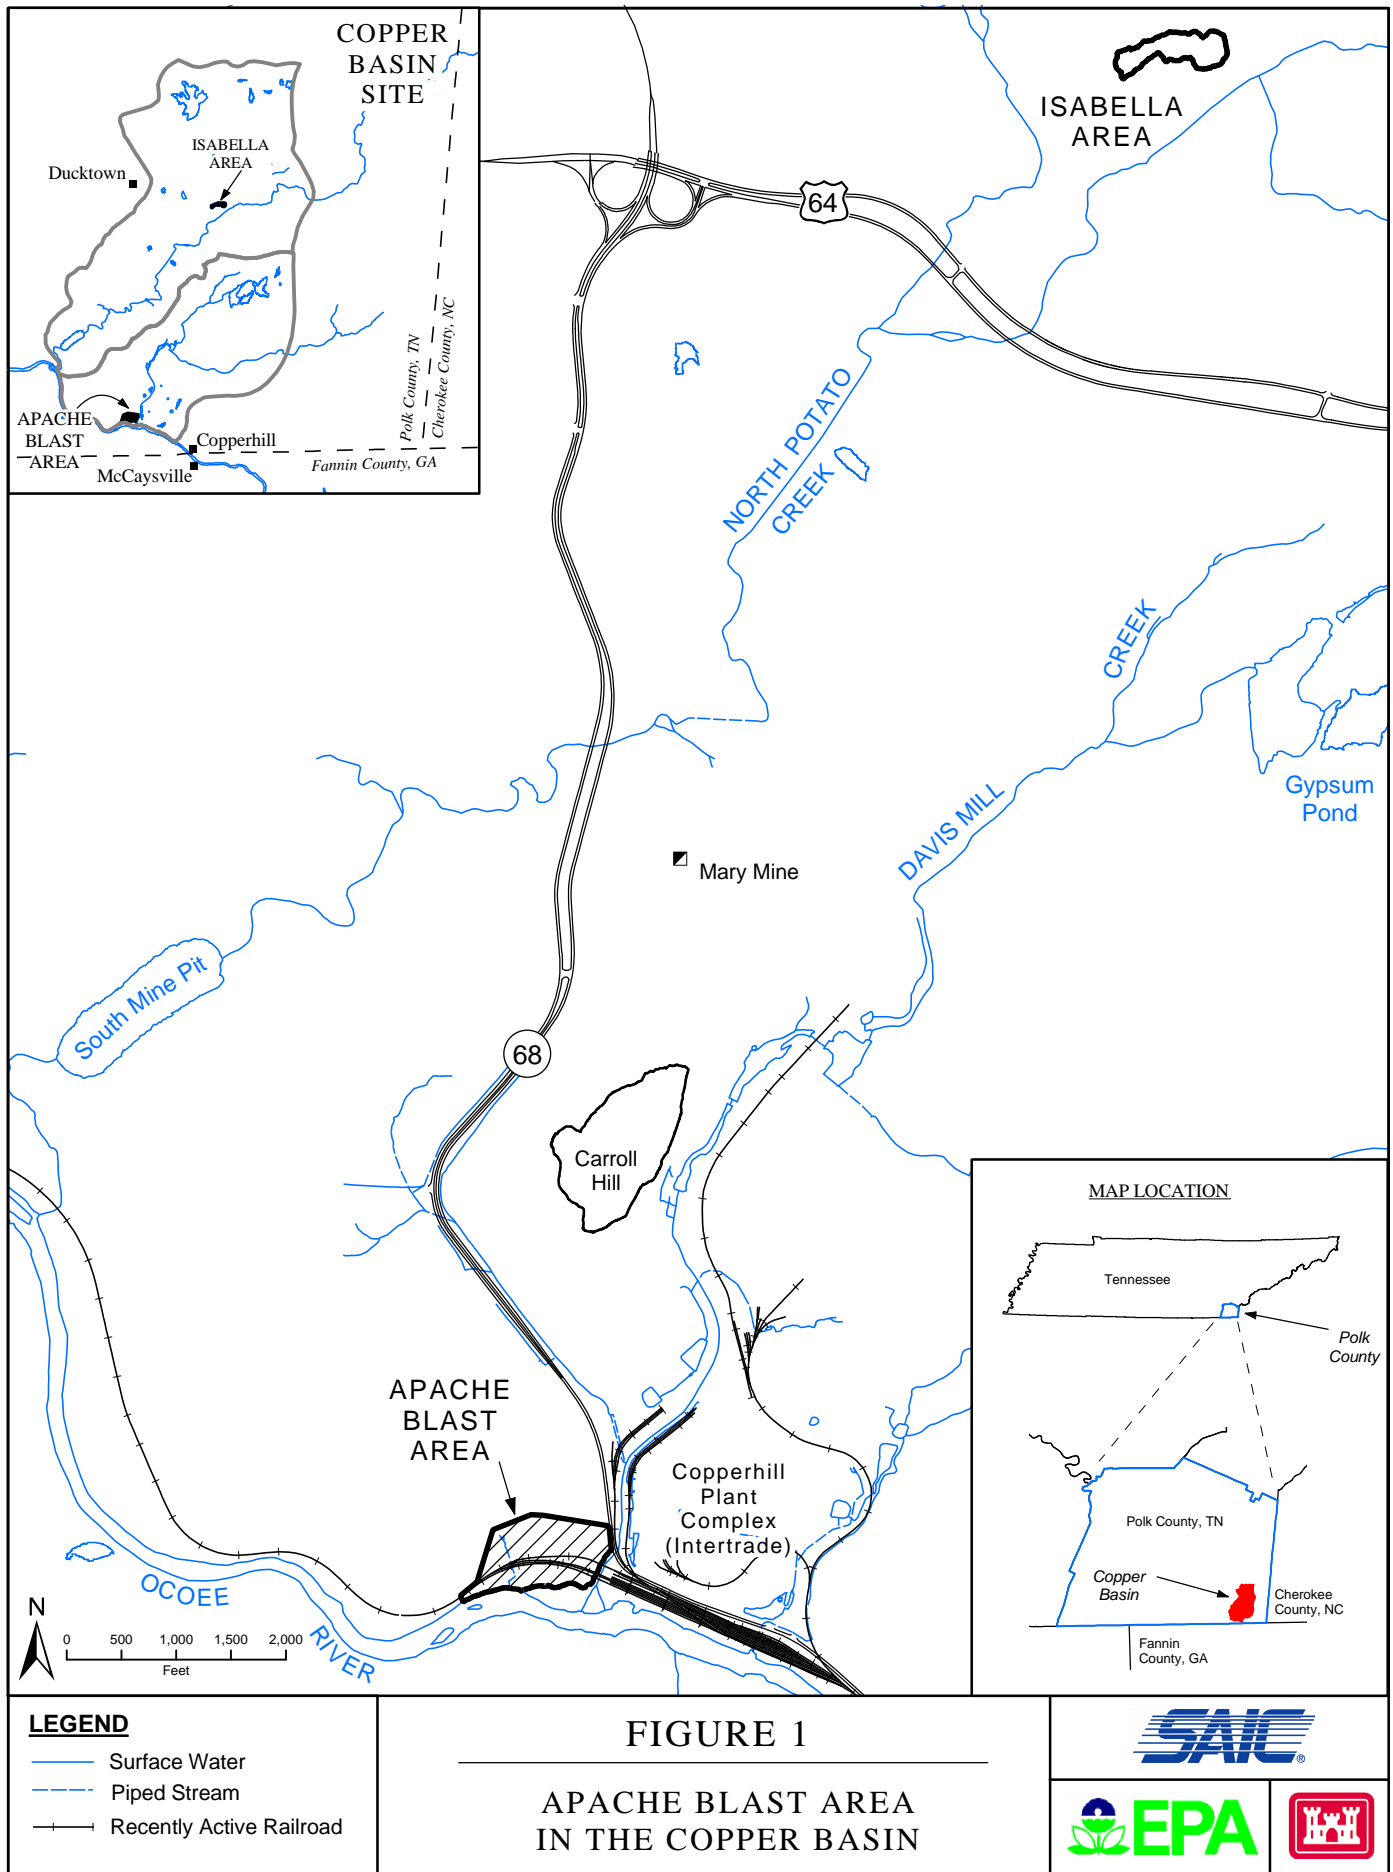 COPPER
BASIN
SITE
ISABELLA
AREA
Ducktown
Polk County, TN
Cherokee County, NC
APACHE
BLAST
AREA
Copperhill
McCaysville
Fannin County, GA
ISABELLA
AREA
64
NORTH POTATO
CREEK
CREEK
DAVIS MILL
Gypsum
Pond
Mary Mine
South Mine Pit
68
Carroll
Hill
APACHE
BLAST
AREA
Copperhill
Plant
Complex
(Intertrade)
OCOEE
RIVER
N
0 500 1,000 1,500 2,000
Feet
MAP LOCATION
Tennessee
Polk
County
Polk County, TN
Copper
Basin
Cherokee
County, NC
Fannin
County, GA
LEGEND
Surface Water
Piped Stream
Recently Active Railroad
FIGURE 1
APACHE BLAST AREA
IN THE COPPER BASIN
SAIC®
EPA